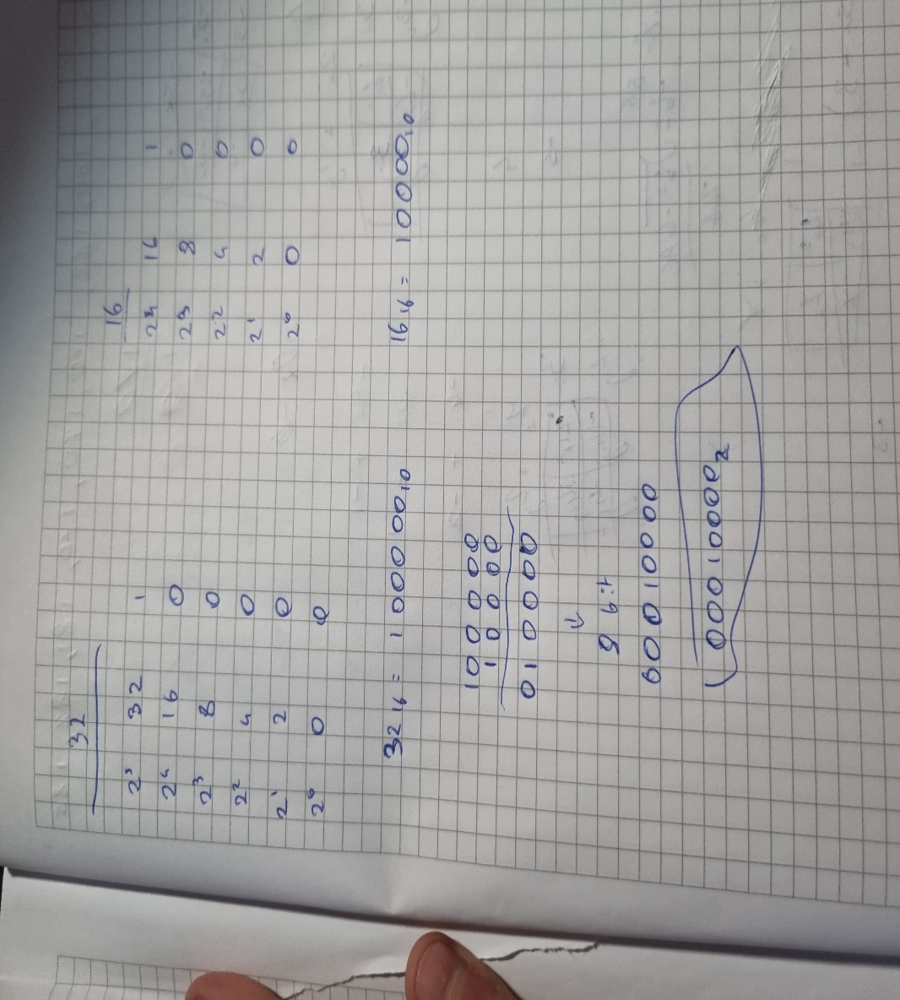 32 16
2⁵ 32 1 2⁴ 16 1
2⁴ 16 0 2³ 8 0
2³ 8 0 2² 4 0
2² 4 0 2¹ 2 0
2¹ 2 0 2⁰ 0 0
2⁰ 0 0
32₁₆ = 100000₁₀ 16₁₆ = 10000₁₀
100000
10000
010000
⇓
8 bit
00010000
00010000₂